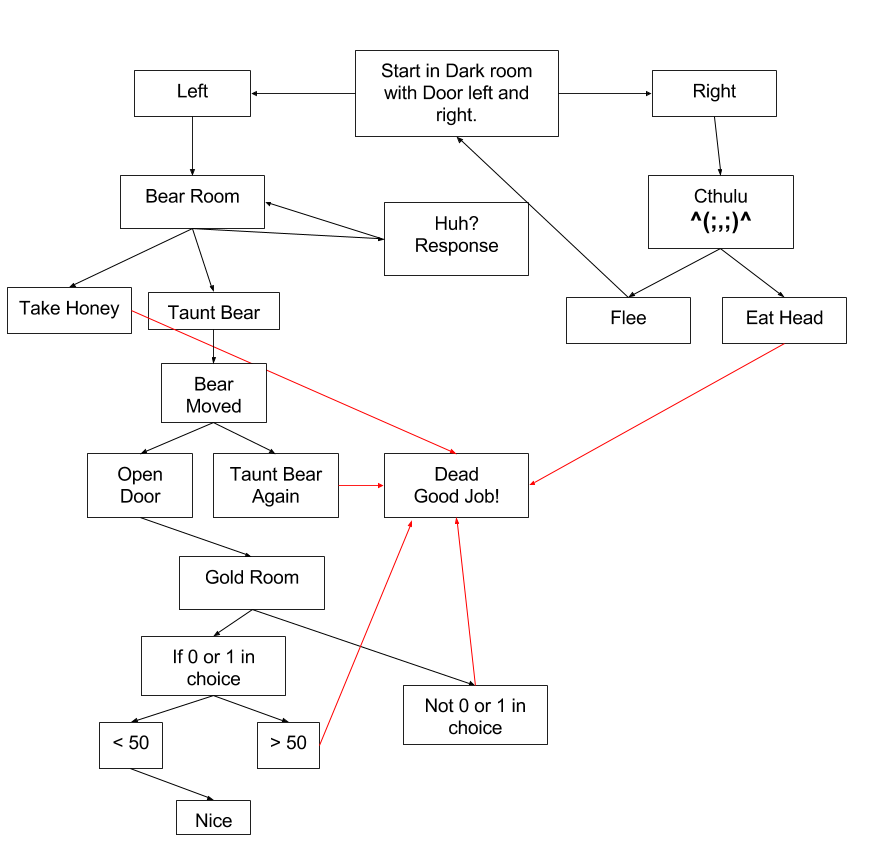 Start in Dark room
with Door left and
right.
Left
Right
Bear Room
Huh?
Response
Cthulu
^(;,;)^
Take Honey
Taunt Bear
Flee
Eat Head
Bear
Moved
Open
Door
Taunt Bear
Again
Dead
Good Job!
Gold Room
If 0 or 1 in
choice
Not 0 or 1 in
choice
< 50
> 50
Nice